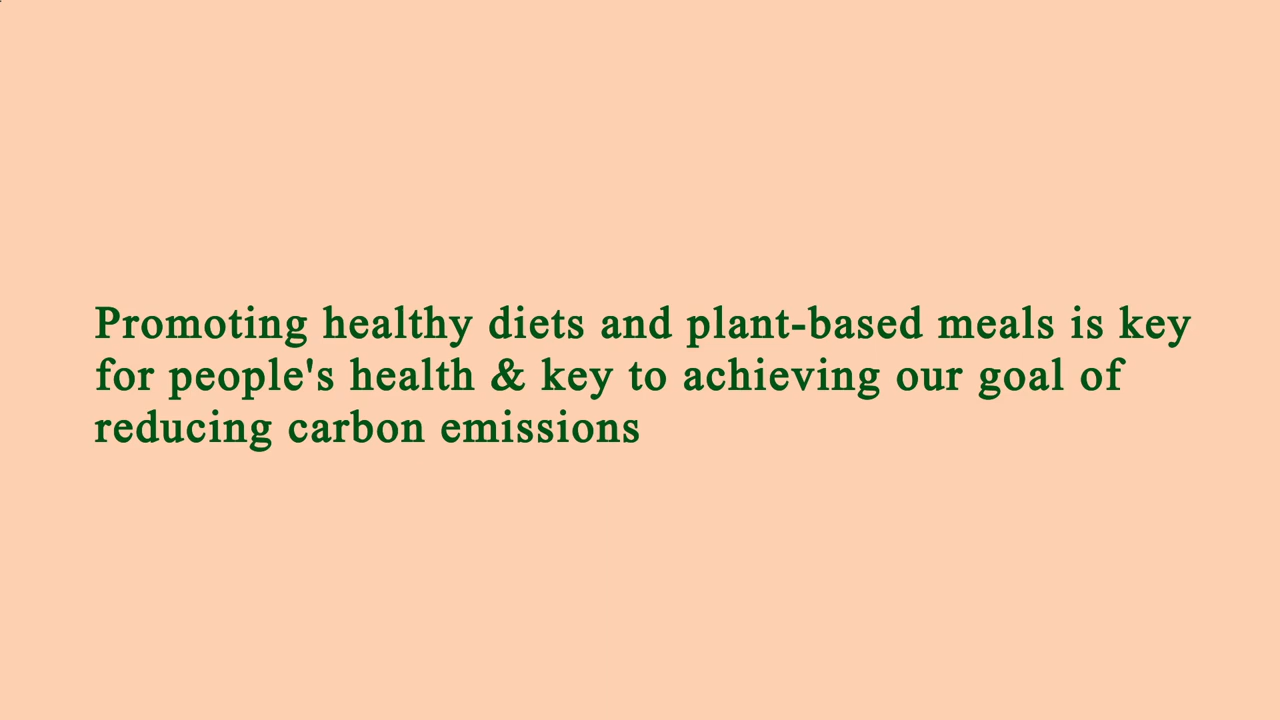 Promoting healthy diets and plant-based meals is key
for people's health & key to achieving our goal of
reducing carbon emissions